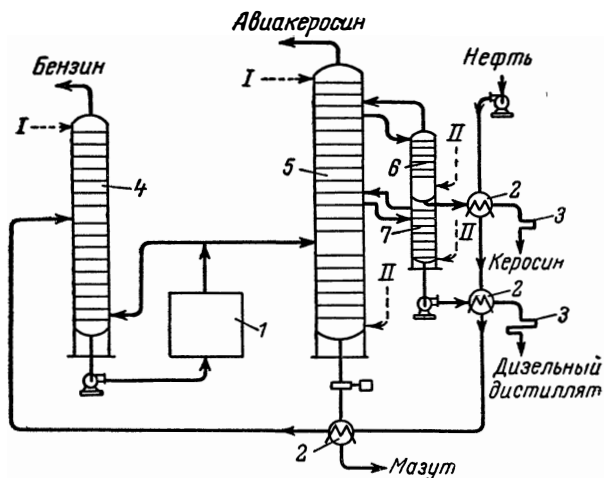 Авиакеросин
Бензин
Нефть
I
I
II
6
4
5
2
3
7
II
Керосин
II
2
3
1
Дизельный
дистиллят
2
Мазут